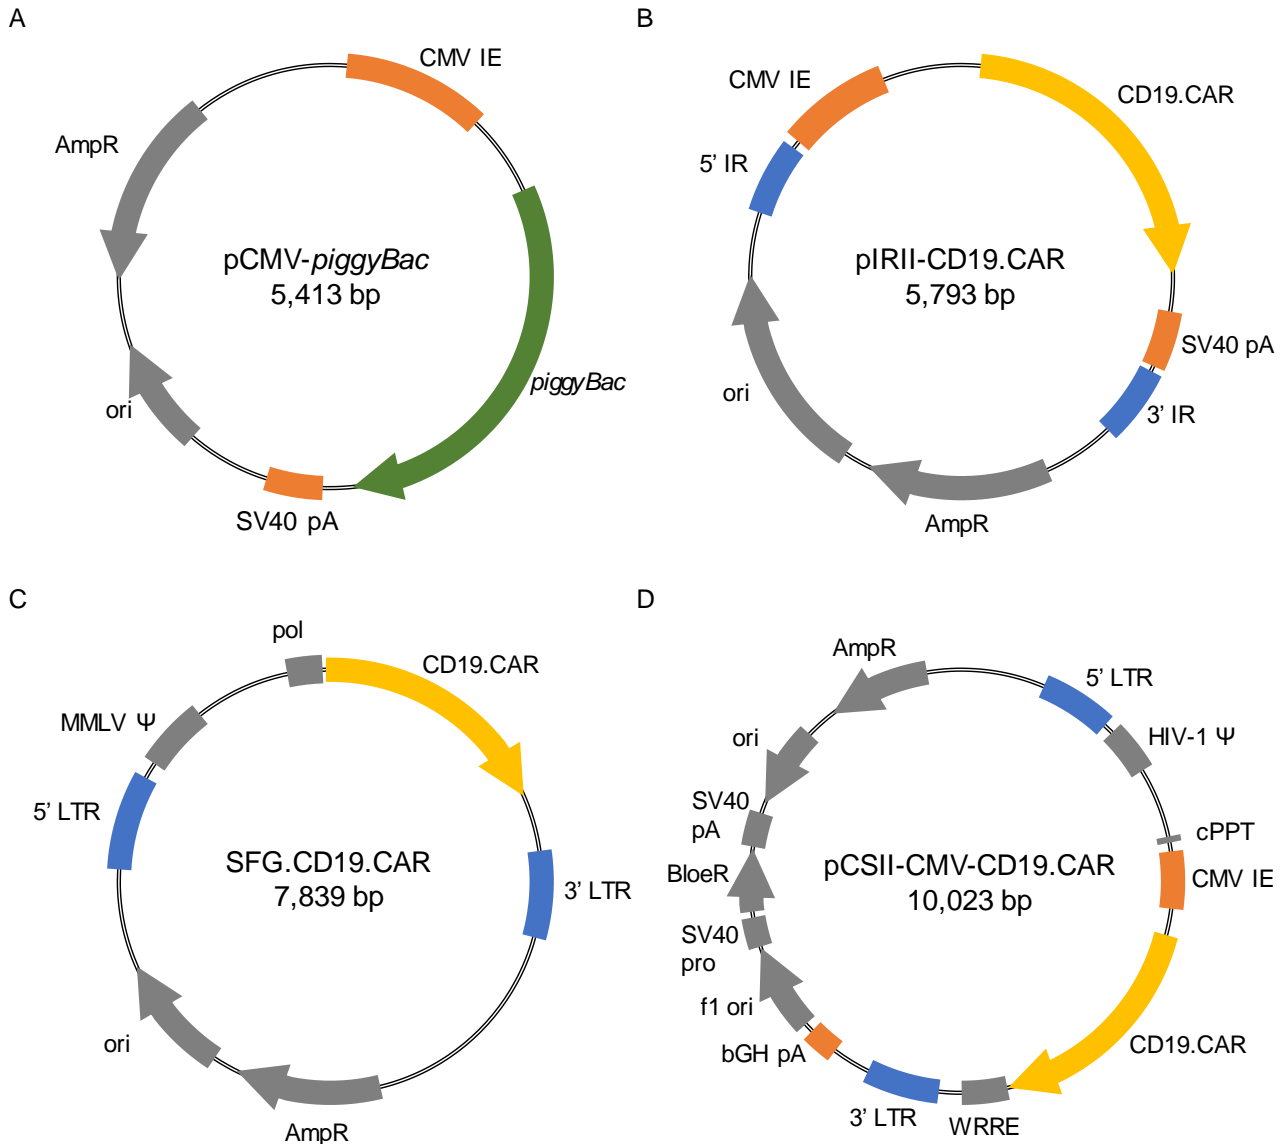 A
CMV IE
AmpR
pCMV-piggyBac
5,413 bp
piggyBac
ori
SV40 pA
B
CMV IE
CD19.CAR
5' IR
pIRII-CD19.CAR
5,793 bp
SV40 pA
3' IR
ori
AmpR
C
pol
CD19.CAR
MMLV Ψ
5' LTR
SFG.CD19.CAR
7,839 bp
3' LTR
ori
AmpR
D
AmpR
5' LTR
HIV-1 Ψ
ori
cPPT
SV40
pA
CMV IE
BloeR
pCSII-CMV-CD19.CAR
10,023 bp
SV40
pro
f1 ori
CD19.CAR
bGH pA
3' LTR
WRRE